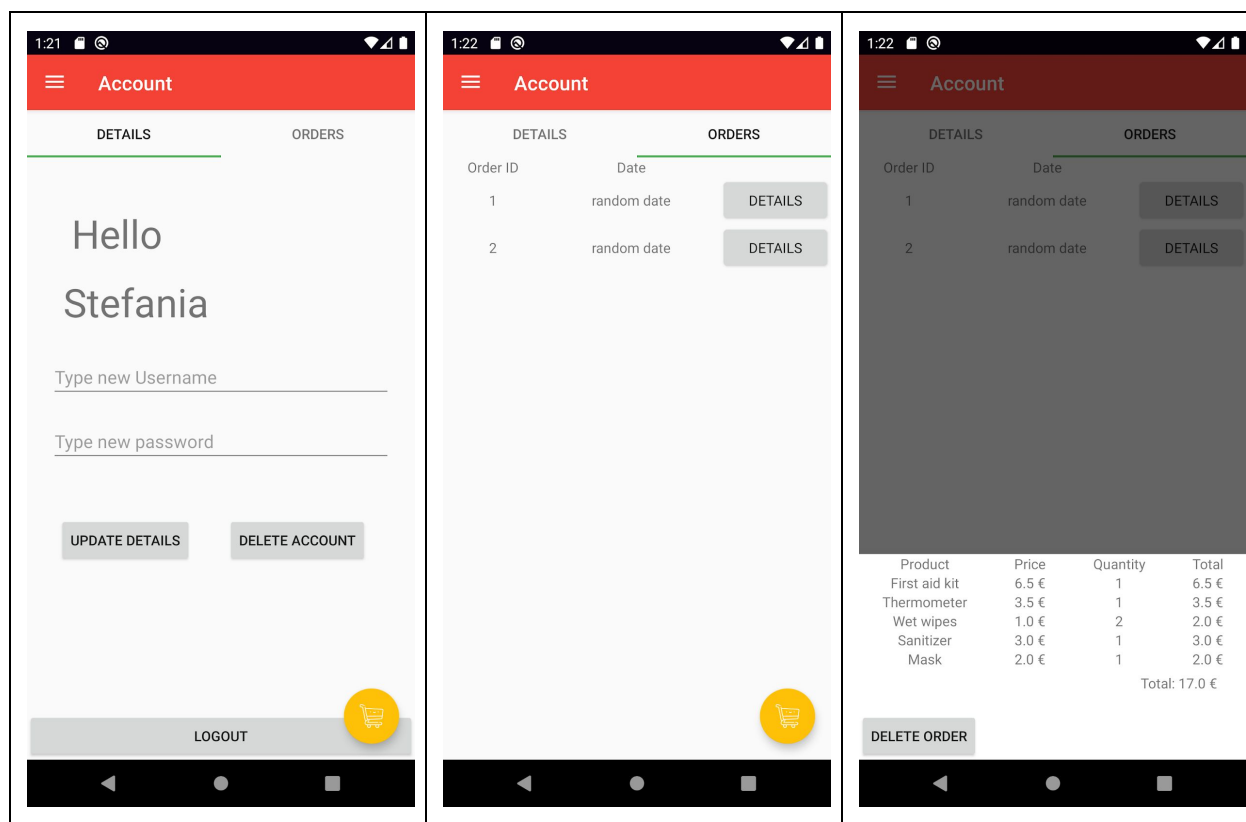 1:21
Account
DETAILS ORDERS
Hello
Stefania
Type new Username
Type new password
UPDATE DETAILS DELETE ACCOUNT
LOGOUT
1:22
Account
DETAILS ORDERS
Order ID Date
1 random date DETAILS
2 random date DETAILS
1:22
Account
DETAILS ORDERS
Order ID Date
1 random date DETAILS
2 random date DETAILS
Product Price Quantity Total
First aid kit 6.5 € 1 6.5 €
Thermometer 3.5 € 1 3.5 €
Wet wipes 1.0 € 2 2.0 €
Sanitizer 3.0 € 1 3.0 €
Mask 2.0 € 1 2.0 €
Total: 17.0 €
DELETE ORDER